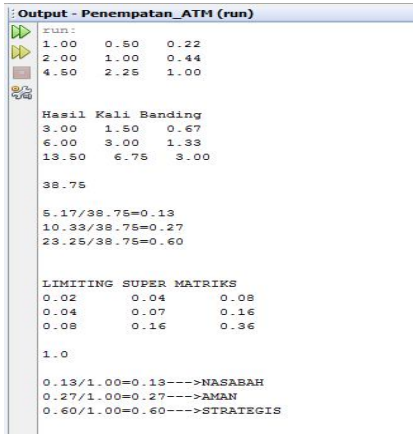 Output - Penempatan_ATM (run)
run:
1.00 0.50 0.22
2.00 1.00 0.44
4.50 2.25 1.00
Hasil Kali Banding
3.00 1.50 0.67
6.00 3.00 1.33
13.50 6.75 3.00
38.75
5.17/38.75=0.13
10.33/38.75=0.27
23.25/38.75=0.60
LIMITING SUPER MATRIKS
0.02 0.04 0.08
0.04 0.07 0.16
0.08 0.16 0.36
1.0
0.13/1.00=0.13--->NASABAH
0.27/1.00=0.27--->AMAN
0.60/1.00=0.60--->STRATEGIS